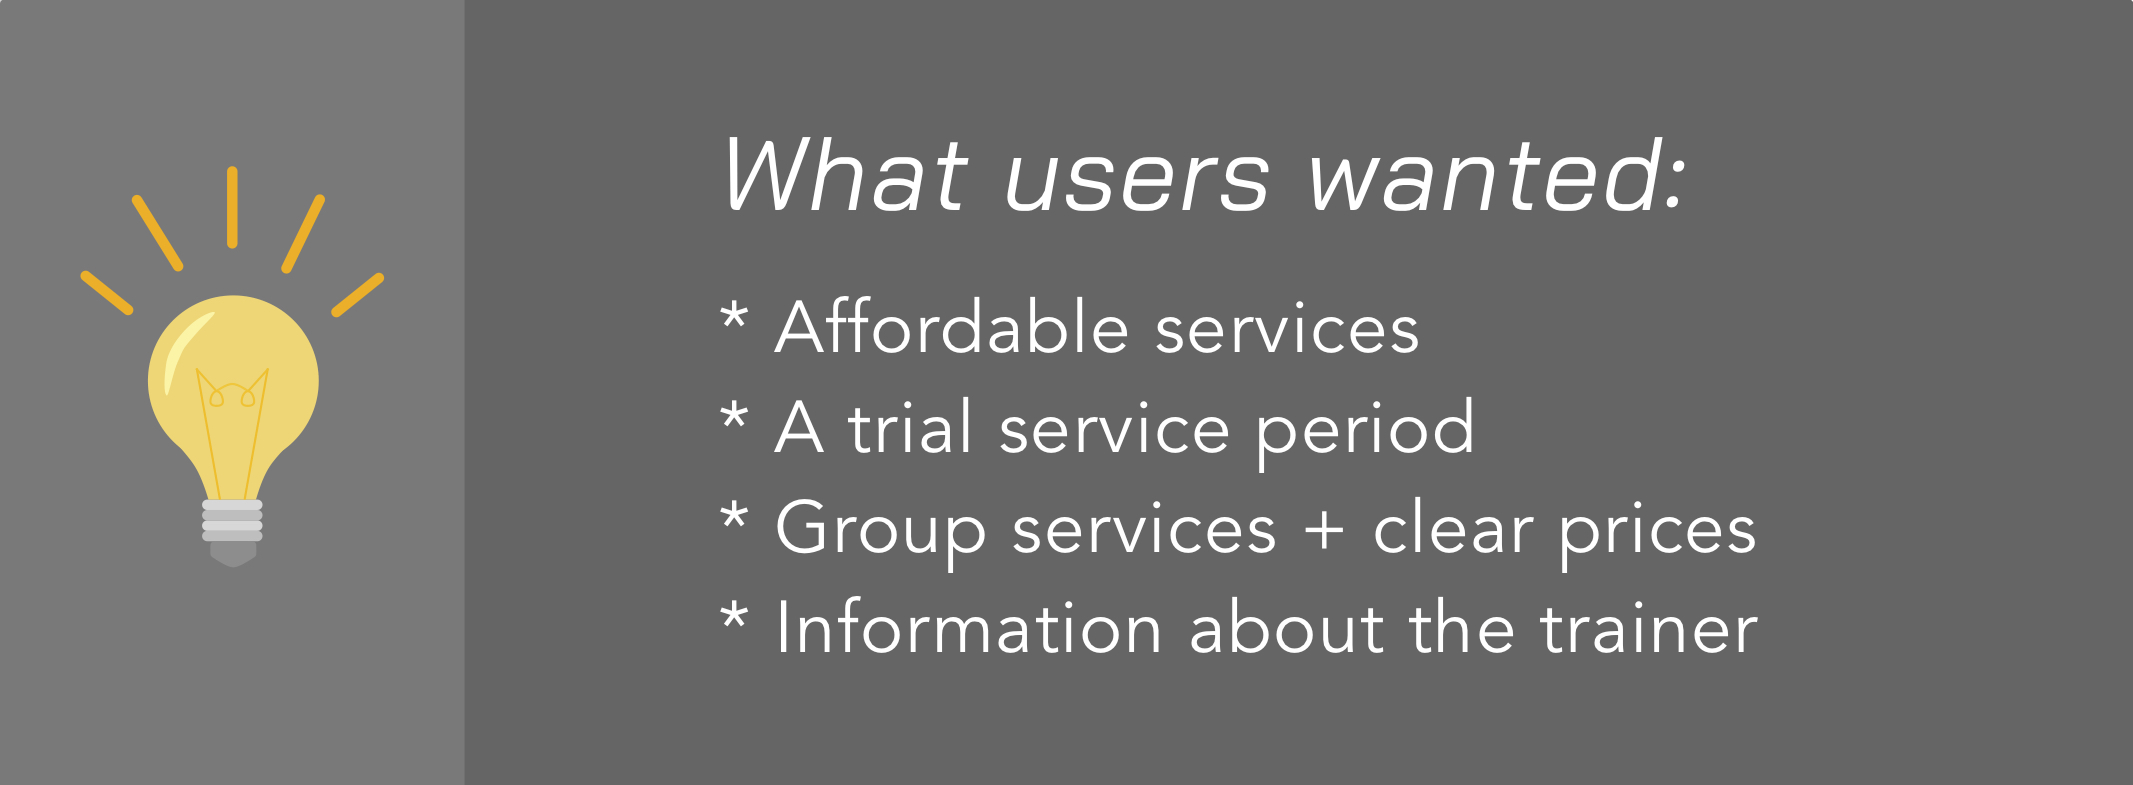 What users wanted:
* Affordable services
* A trial service period
* Group services + clear prices
* Information about the trainer